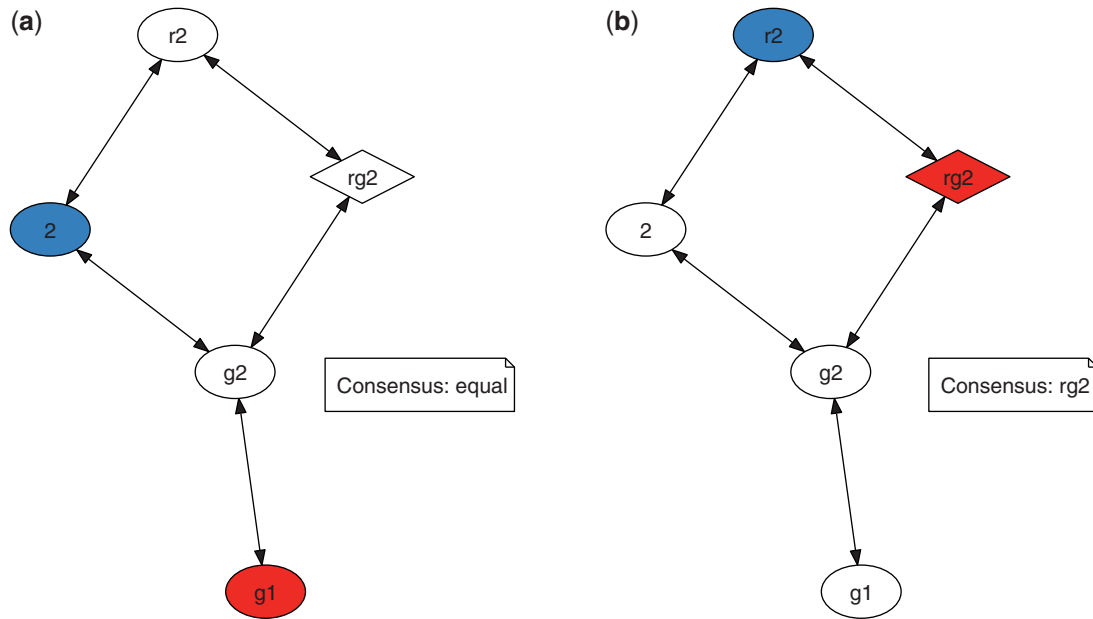 (a)
r2
rg2
2
g2
Consensus: equal
g1
(b)
r2
rg2
2
g2
Consensus: rg2
g1